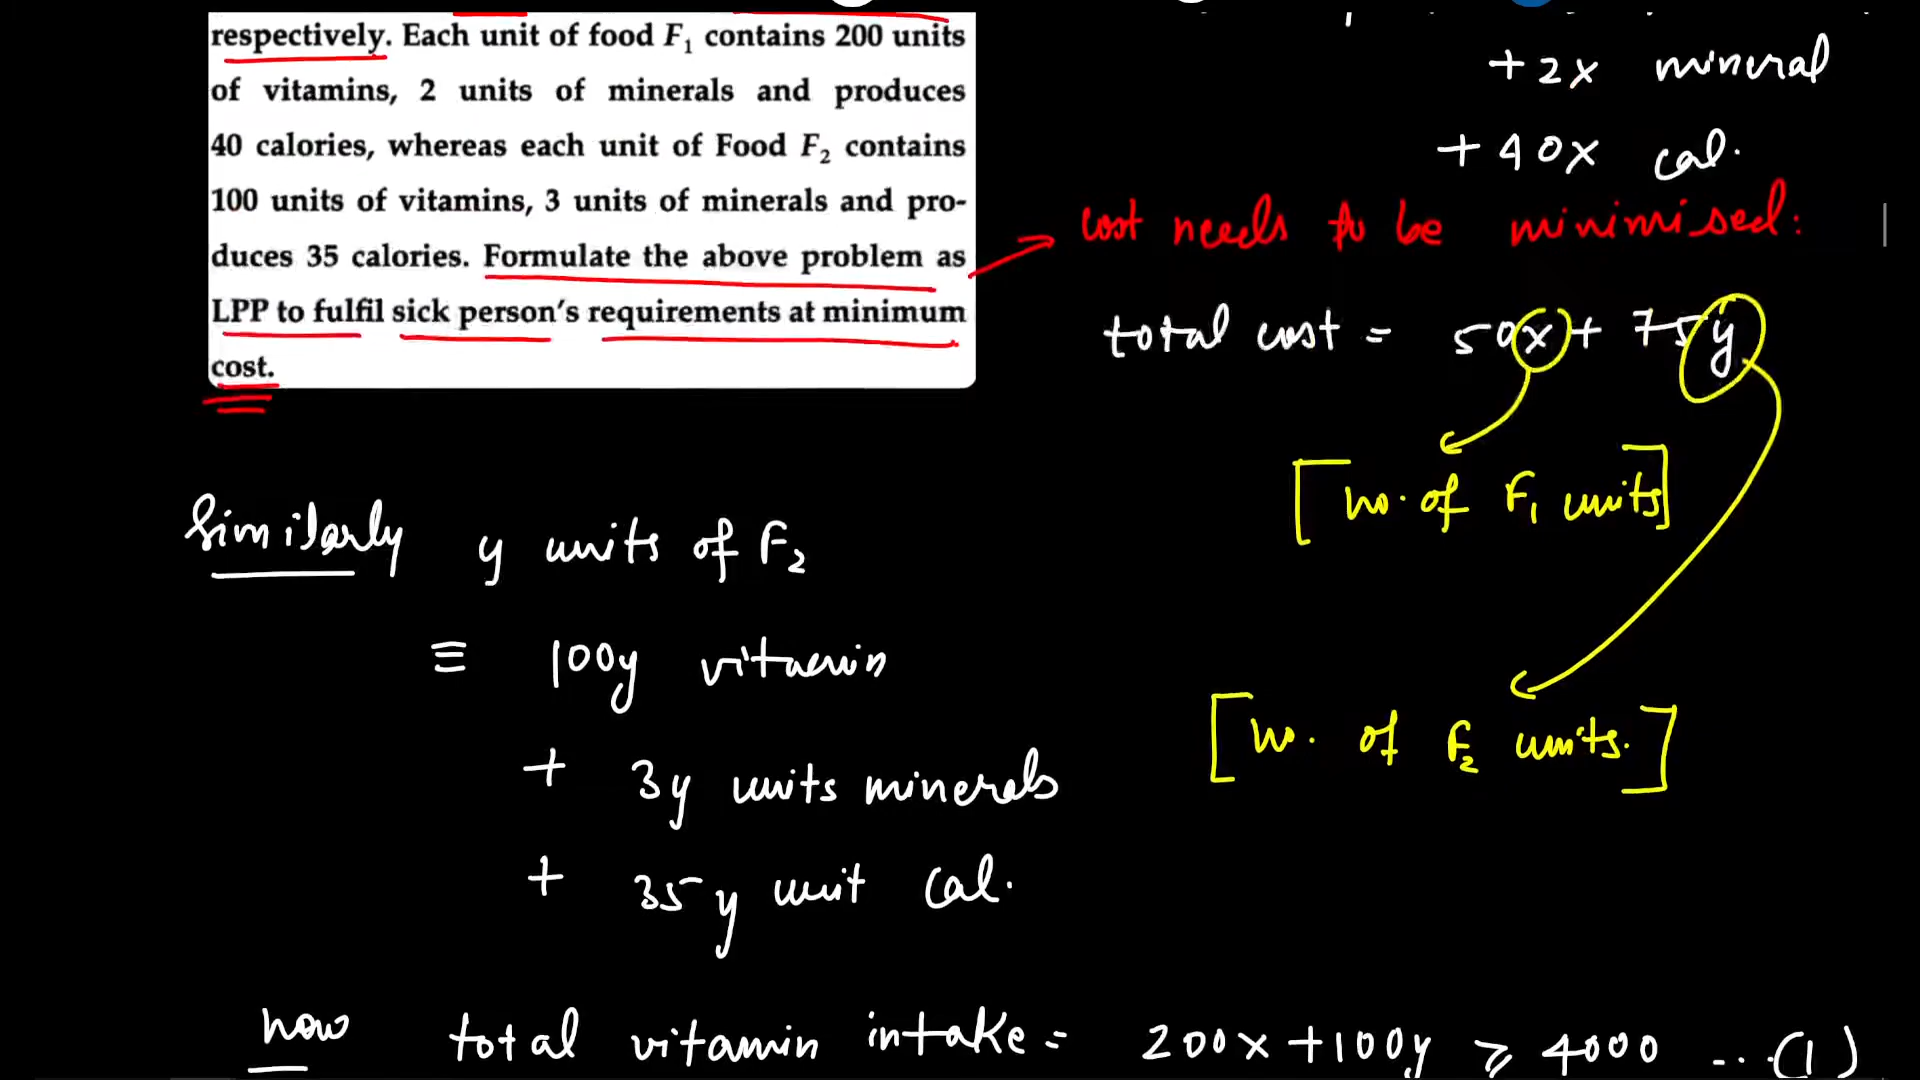 respectively. Each unit of food F₁ contains 200 units
of vitamins, 2 units of minerals and produces
40 calories, whereas each unit of Food F₂ contains
100 units of vitamins, 3 units of minerals and pro-
duces 35 calories. Formulate the above problem as
LPP to fulfil sick person's requirements at minimum
cost.
+2x mineral
+40x cal.
cost needs to be minimised:
total cost = 50x + 75y
[no. of F₁ units]
[no. of F₂ units.]
Similarly y units of F₂
≡ 100y vitamin
+ 3y units minerals
+ 35y unit cal.
now total vitamin intake = 200x + 100y ≥ 4000 ...(1)